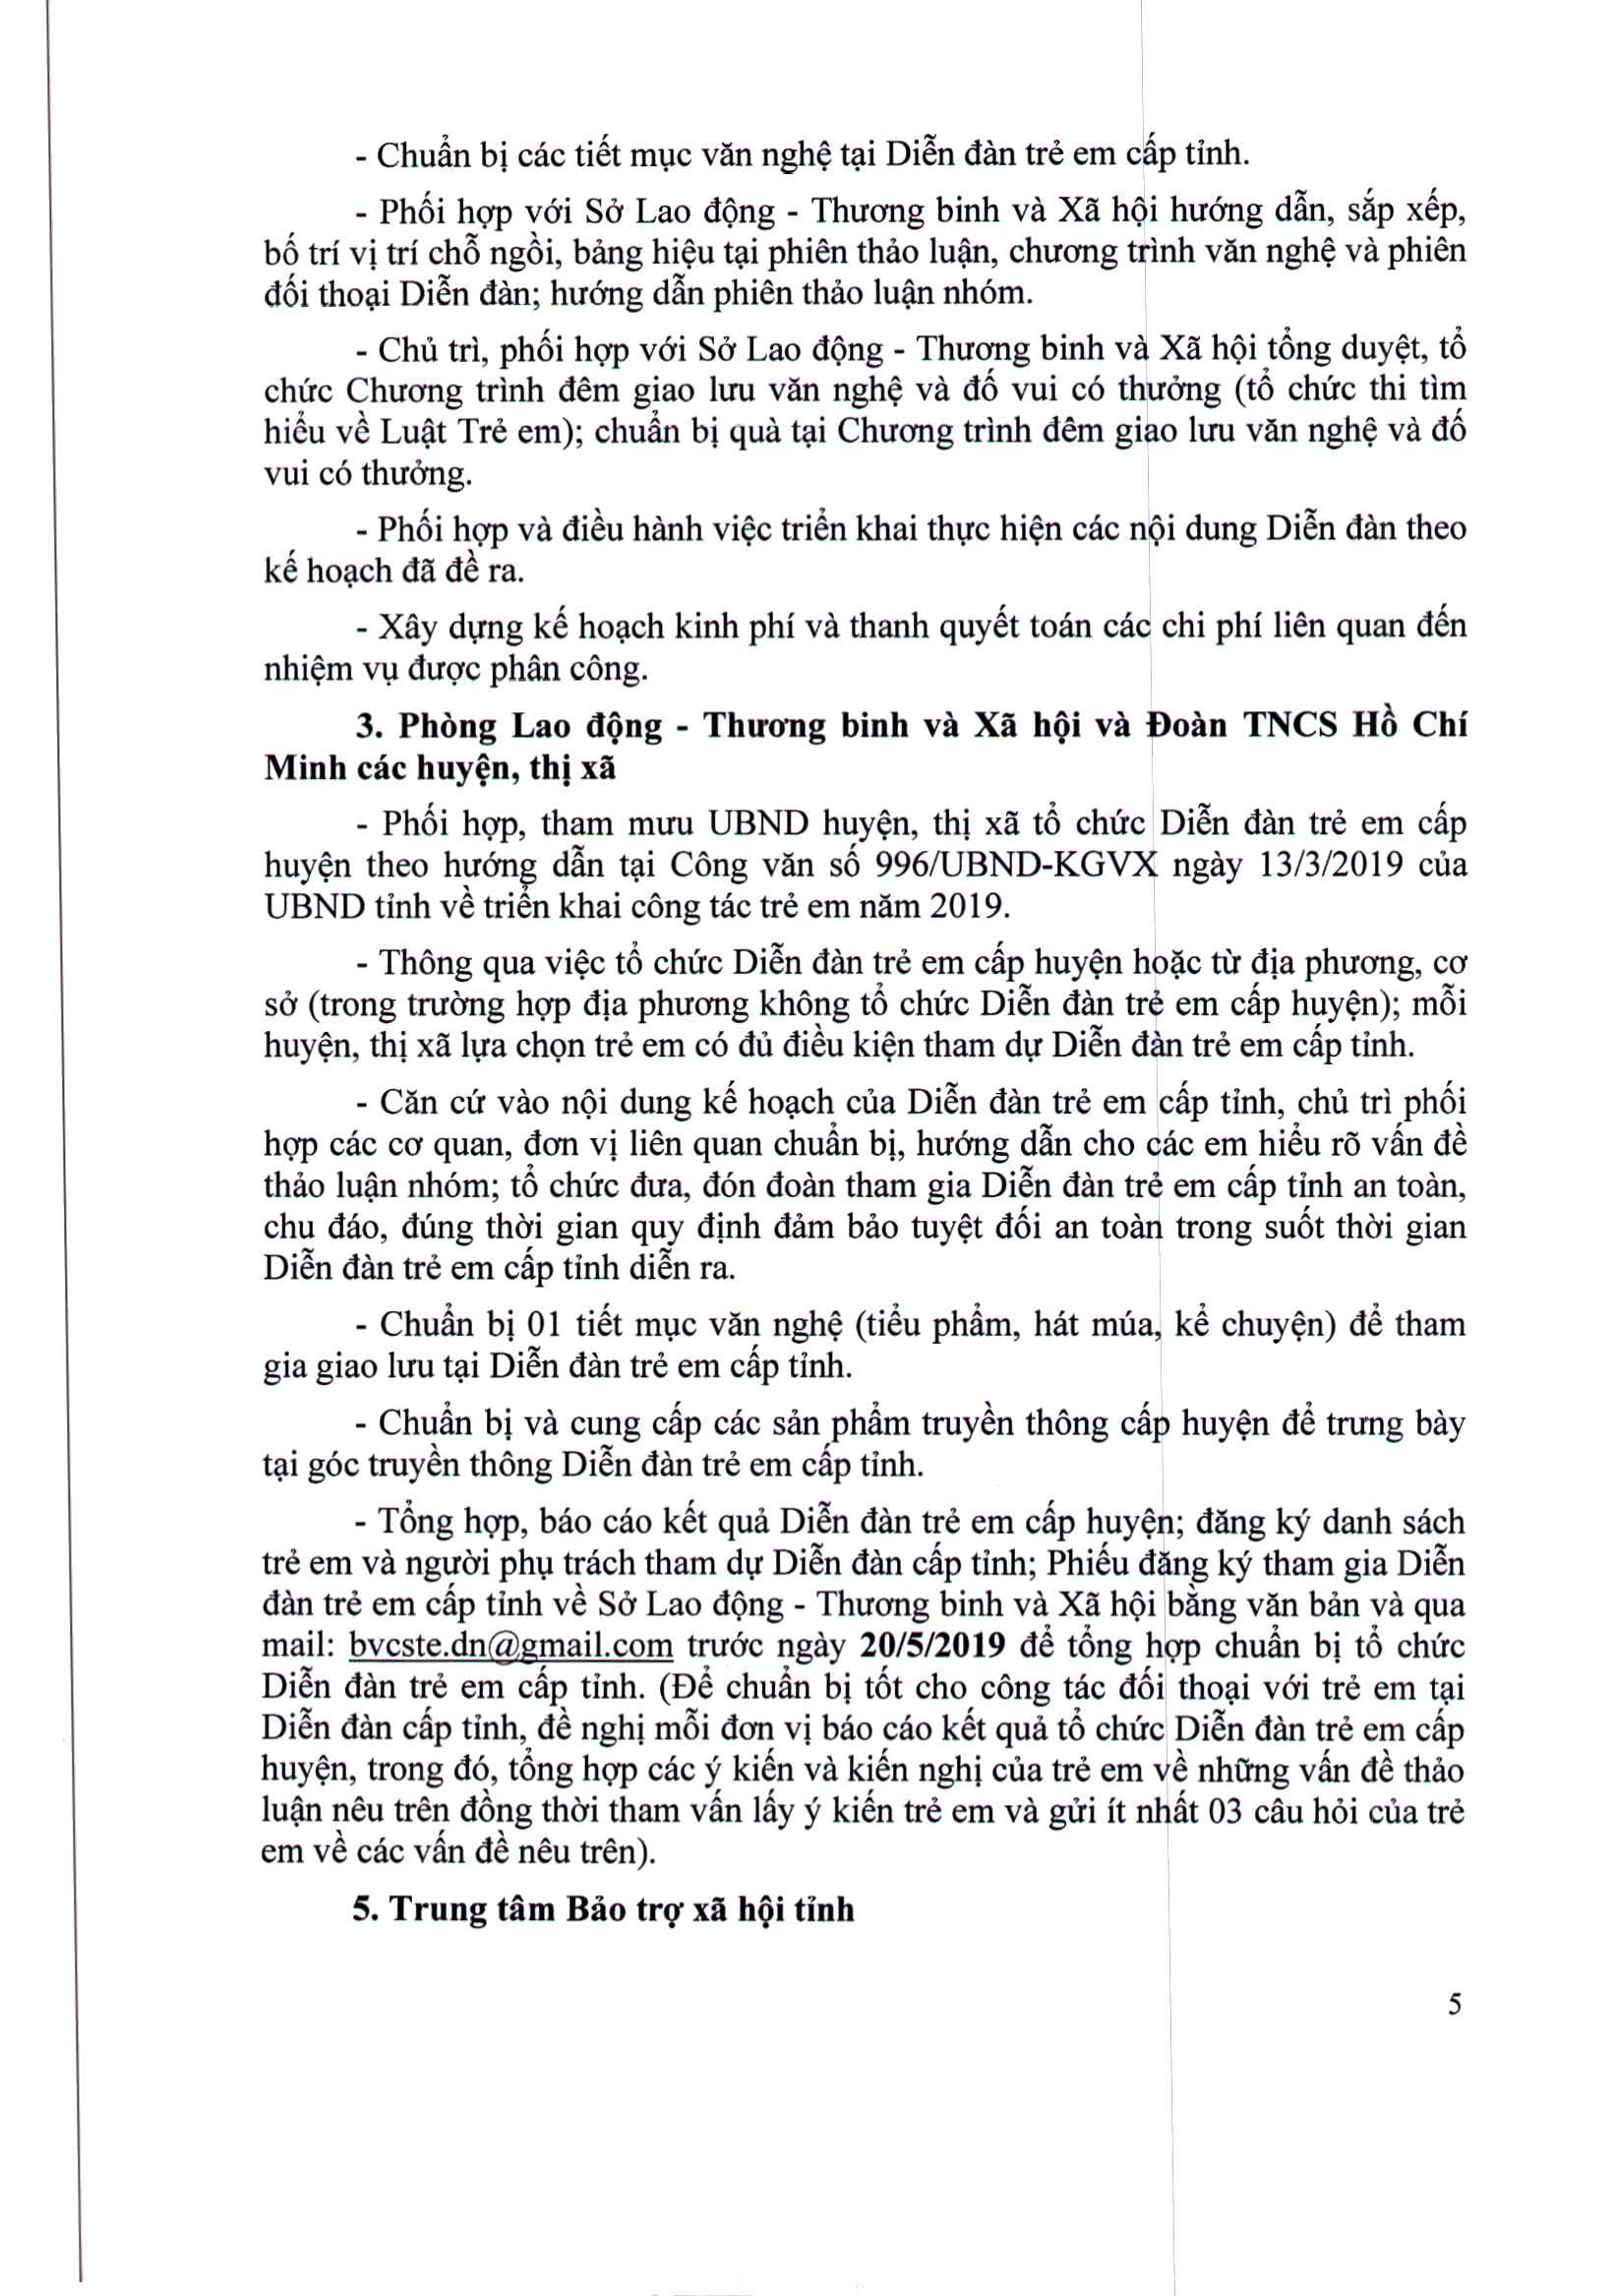 - Chuẩn bị các tiết mục văn nghệ tại Diễn đàn trẻ em cấp tỉnh.
- Phối hợp với Sở Lao động - Thương binh và Xã hội hướng dẫn, sắp xếp,
bố trí vị trí chỗ ngồi, bảng hiệu tại phiên thảo luận, chương trình văn nghệ và phiên
đối thoại Diễn đàn; hướng dẫn phiên thảo luận nhóm.
- Chủ trì, phối hợp với Sở Lao động - Thương binh và Xã hội tổng duyệt, tổ
chức Chương trình đêm giao lưu văn nghệ và đố vui có thưởng (tổ chức thi tìm
hiểu về Luật Trẻ em); chuẩn bị quà tại Chương trình đêm giao lưu văn nghệ và đố
vui có thưởng.
- Phối hợp và điều hành việc triển khai thực hiện các nội dung Diễn đàn theo
kế hoạch đã đề ra.
- Xây dựng kế hoạch kinh phí và thanh quyết toán các chi phí liên quan đến
nhiệm vụ được phân công.
3. Phòng Lao động - Thương binh và Xã hội và Đoàn TNCS Hồ Chí
Minh các huyện, thị xã
- Phối hợp, tham mưu UBND huyện, thị xã tổ chức Diễn đàn trẻ em cấp
huyện theo hướng dẫn tại Công văn số 996/UBND-KGVX ngày 13/3/2019 của
UBND tỉnh về triển khai công tác trẻ em năm 2019.
- Thông qua việc tổ chức Diễn đàn trẻ em cấp huyện hoặc từ địa phương, cơ
sở (trong trường hợp địa phương không tổ chức Diễn đàn trẻ em cấp huyện); mỗi
huyện, thị xã lựa chọn trẻ em có đủ điều kiện tham dự Diễn đàn trẻ em cấp tỉnh.
- Căn cứ vào nội dung kế hoạch của Diễn đàn trẻ em cấp tỉnh, chủ trì phối
hợp các cơ quan, đơn vị liên quan chuẩn bị, hướng dẫn cho các em hiểu rõ vấn đề
thảo luận nhóm; tổ chức đưa, đón đoàn tham gia Diễn đàn trẻ em cấp tỉnh an toàn,
chu đáo, đúng thời gian quy định đảm bảo tuyệt đối an toàn trong suốt thời gian
Diễn đàn trẻ em cấp tỉnh diễn ra.
- Chuẩn bị 01 tiết mục văn nghệ (tiểu phẩm, hát múa, kể chuyện) để tham
gia giao lưu tại Diễn đàn trẻ em cấp tỉnh.
- Chuẩn bị và cung cấp các sản phẩm truyền thông cấp huyện để trưng bày
tại góc truyền thông Diễn đàn trẻ em cấp tỉnh.
- Tổng hợp, báo cáo kết quả Diễn đàn trẻ em cấp huyện; đăng ký danh sách
trẻ em và người phụ trách tham dự Diễn đàn cấp tỉnh; Phiếu đăng ký tham gia Diễn
đàn trẻ em cấp tỉnh về Sở Lao động - Thương binh và Xã hội bằng văn bản và qua
mail: bvcste.dn@gmail.com trước ngày 20/5/2019 để tổng hợp chuẩn bị tổ chức
Diễn đàn trẻ em cấp tỉnh. (Để chuẩn bị tốt cho công tác đối thoại với trẻ em tại
Diễn đàn cấp tỉnh, đề nghị mỗi đơn vị báo cáo kết quả tổ chức Diễn đàn trẻ em cấp
huyện, trong đó, tổng hợp các ý kiến và kiến nghị của trẻ em về những vấn đề thảo
luận nêu trên đồng thời tham vấn lấy ý kiến trẻ em và gửi ít nhất 03 câu hỏi của trẻ
em về các vấn đề nêu trên).
5. Trung tâm Bảo trợ xã hội tỉnh
5